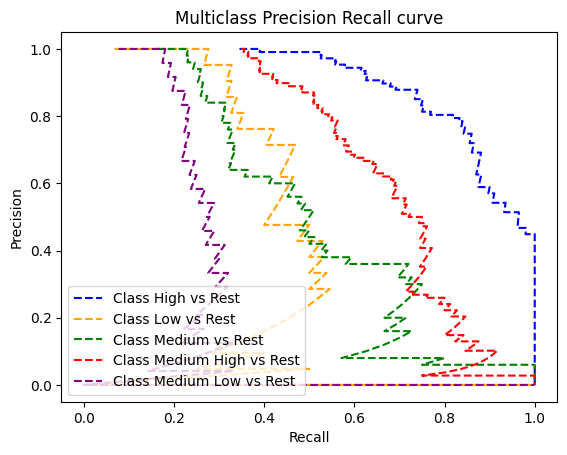 Multiclass Precision Recall curve
Precision
1.0
0.8
0.6
0.4
0.2
0.0
Class High vs Rest
Class Low vs Rest
Class Medium vs Rest
Class Medium High vs Rest
Class Medium Low vs Rest
0.0 0.2 0.4 0.6 0.8 1.0
Recall